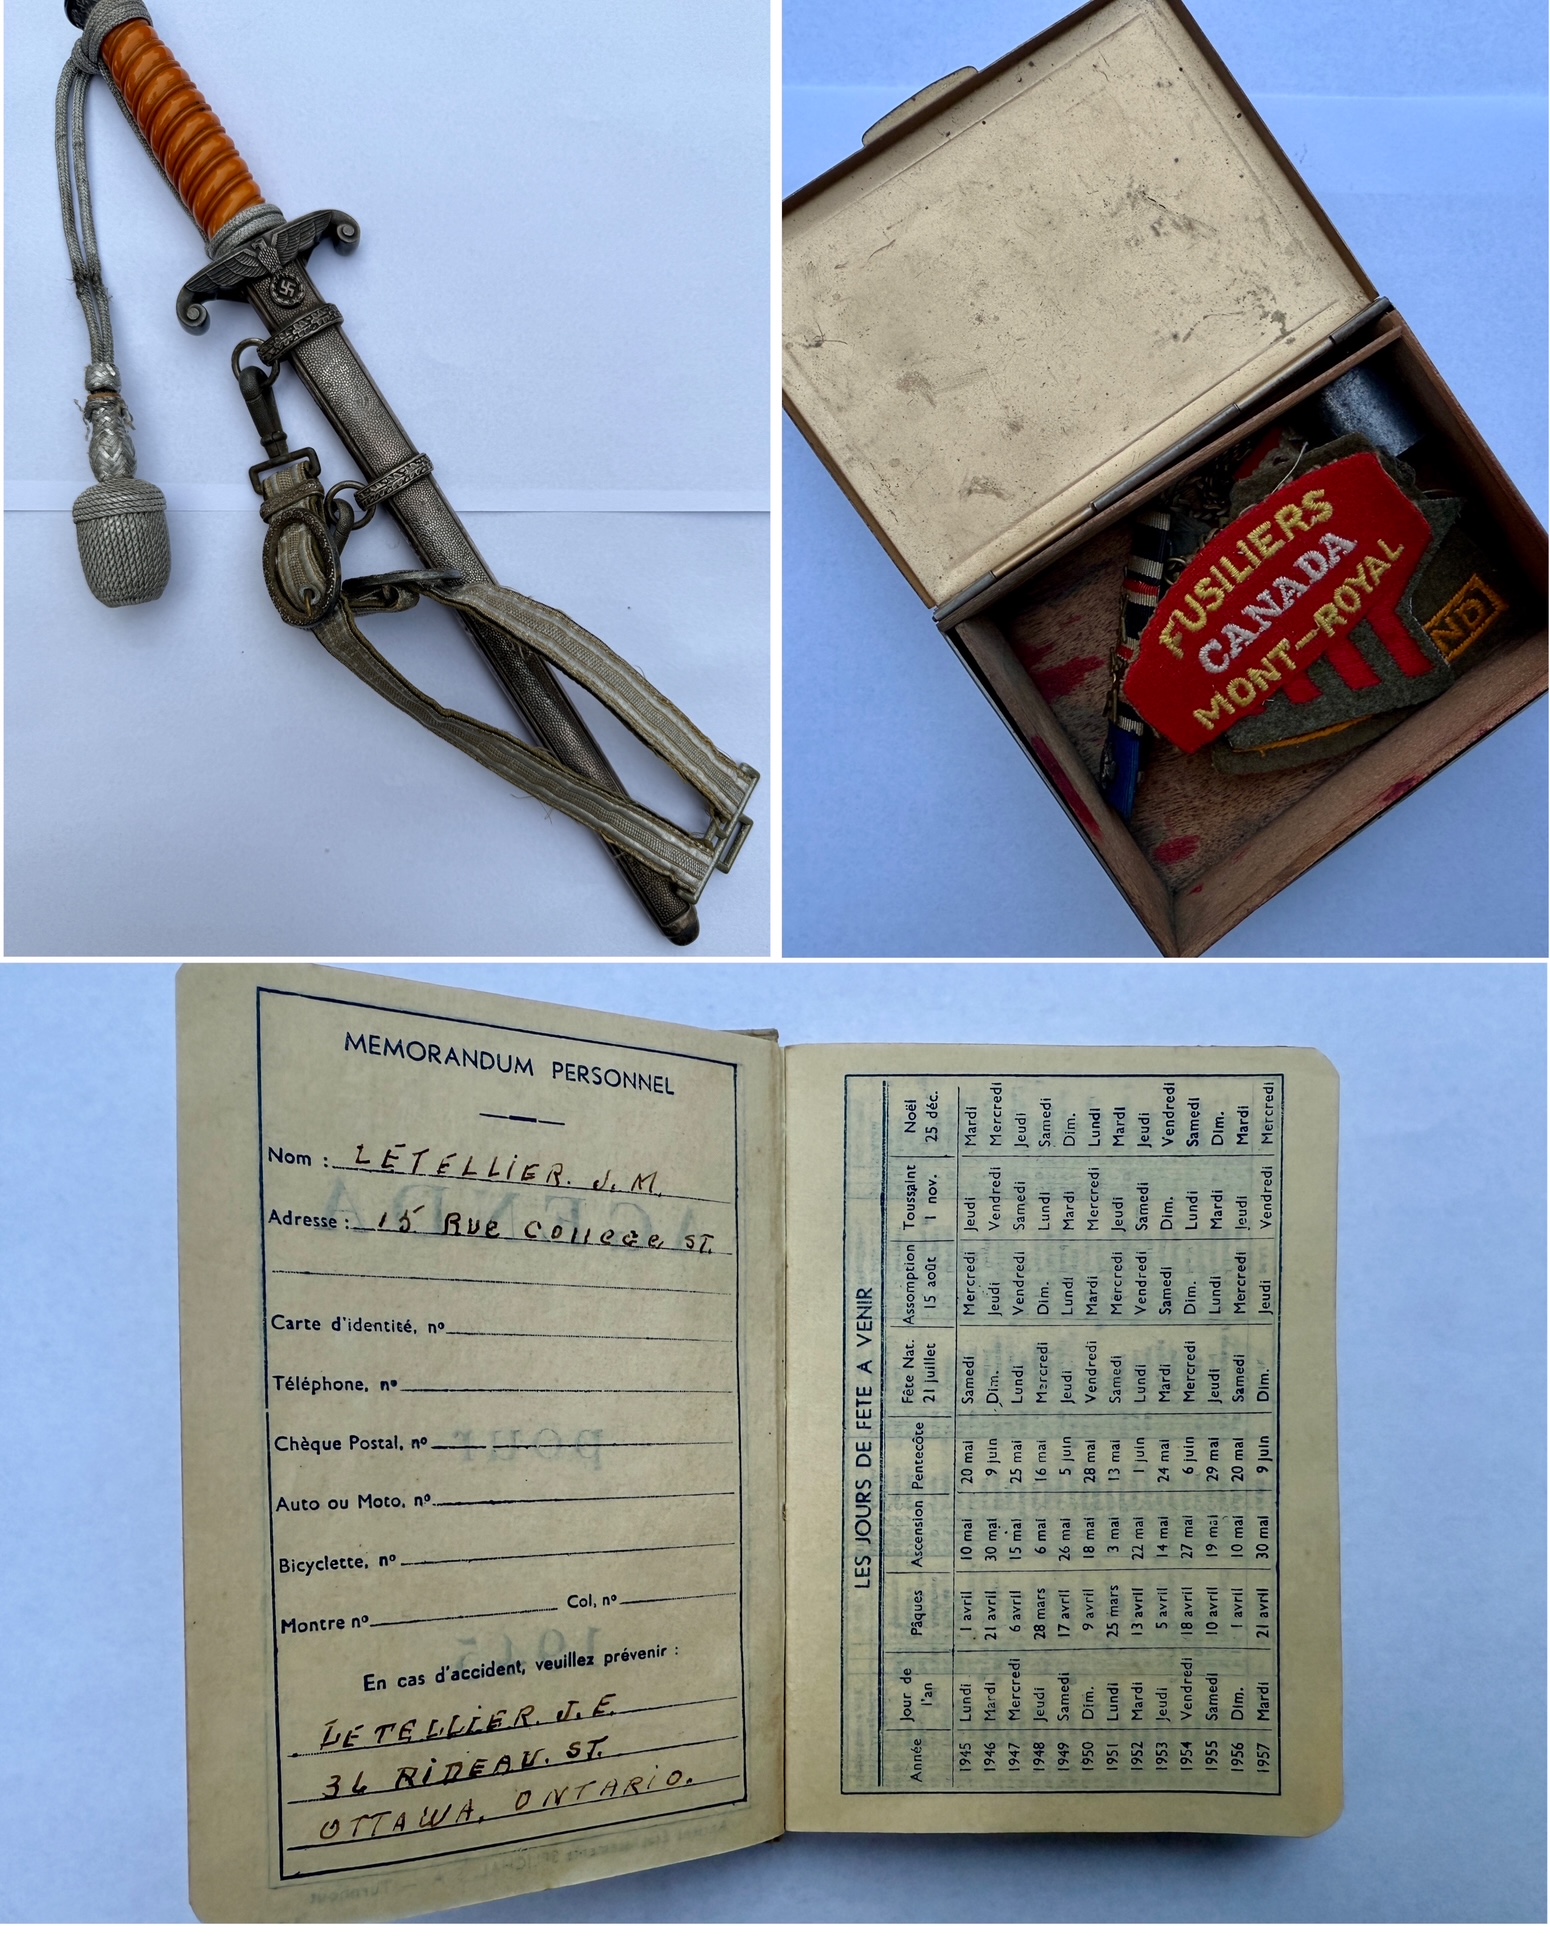 FUSILIERS
CANADA
MONT—ROYAL
MEMORANDUM PERSONNEL
Nom : LÉTELLIER. J. M.
Adresse : 15 RUE COLLEGE ST.
Carte d'identité, nº
Téléphone, nº
Chèque Postal, nº
Auto ou Moto, nº
Bicyclette, nº
Montre nº Col, nº
En cas d'accident, veuillez prévenir :
LETELLIER. J.E.
36 RIDEAU. ST.
OTTAWA, ONTARIO.
LES JOURS DE FETE A VENIR
Année Jour de l'an Pâques Ascension Pentecôte Fête Nat. 21 juillet Assomption 15 août Toussaint 1 nov. Noël 25 déc.
1945 Lundi 1 avril 10 mai 20 mai Samedi Mercredi Jeudi Mardi
1946 Mardi 21 avril 30 mai 9 juin Dim. Jeudi Vendredi Mercredi
1947 Mercredi 6 avril 15 mai 25 mai Lundi Vendredi Samedi Jeudi
1948 Jeudi 28 mars 6 mai 16 mai Mercredi Dim. Lundi Samedi
1949 Samedi 17 avril 26 mai 5 juin Jeudi Lundi Mardi Dim.
1950 Dim. 9 avril 18 mai 28 mai Vendredi Mardi Mercredi Lundi
1951 Lundi 25 mars 3 mai 13 mai Samedi Mercredi Jeudi Mardi
1952 Mardi 13 avril 22 mai 1 juin Lundi Vendredi Samedi Jeudi
1953 Jeudi 5 avril 14 mai 24 mai Mardi Samedi Dim. Vendredi
1954 Vendredi 18 avril 27 mai 6 juin Mercredi Dim. Lundi Samedi
1955 Samedi 10 avril 19 mai 29 mai Jeudi Lundi Mardi Dim.
1956 Dim. 1 avril 10 mai 20 mai Samedi Mercredi Jeudi Mardi
1957 Mardi 21 avril 30 mai 9 juin Dim. Jeudi Vendredi Mercredi